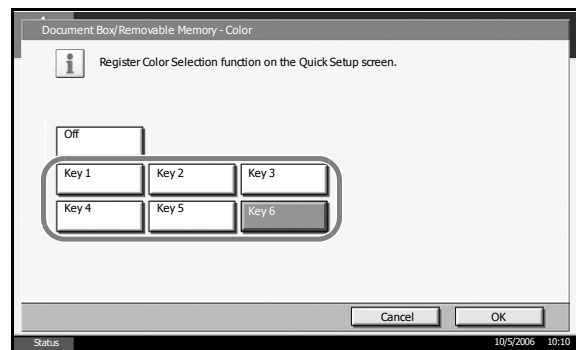 Document Box/Removable Memory - Color
Register Color Selection function on the Quick Setup screen.
Off
Key 1 Key 2 Key 3
Key 4 Key 5 Key 6
Cancel OK
Status 10/5/2006 10:10